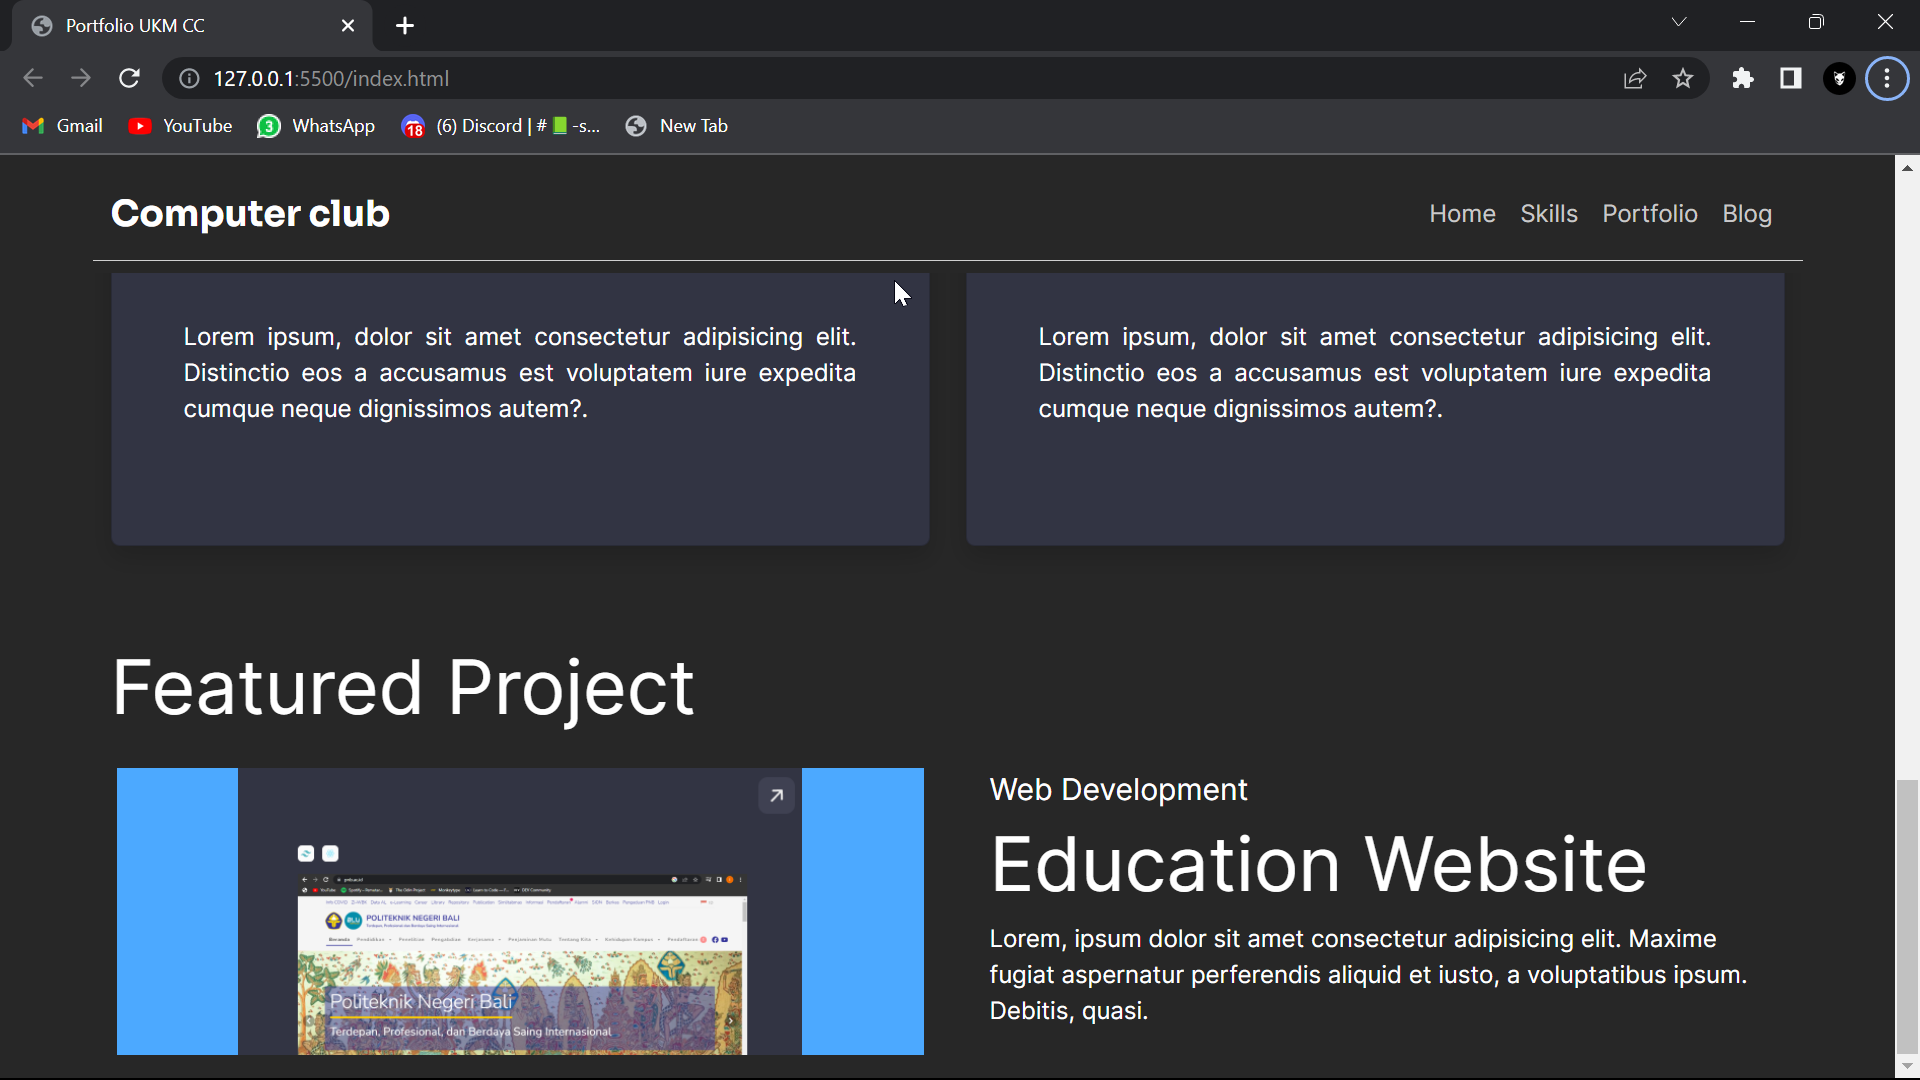 Portfolio UKM CC
127.0.0.1:5500/index.html
Gmail
YouTube
3
WhatsApp
18
(6) Discord | # -s...
New Tab
Computer club
Home
Skills
Portfolio
Blog
Lorem ipsum, dolor sit amet consectetur adipisicing elit.
Distinctio eos a accusamus est voluptatem iure expedita
cumque neque dignissimos autem?.
Lorem ipsum, dolor sit amet consectetur adipisicing elit.
Distinctio eos a accusamus est voluptatem iure expedita
cumque neque dignissimos autem?.
Featured Project
POLITEKNIK NEGERI BALI
Politeknik Negeri Bali
Terdepan, Profesional, dan Berdaya Saing Internasional
Web Development
Education Website
Lorem, ipsum dolor sit amet consectetur adipisicing elit. Maxime
fugiat aspernatur perferendis aliquid et iusto, a voluptatibus ipsum.
Debitis, quasi.